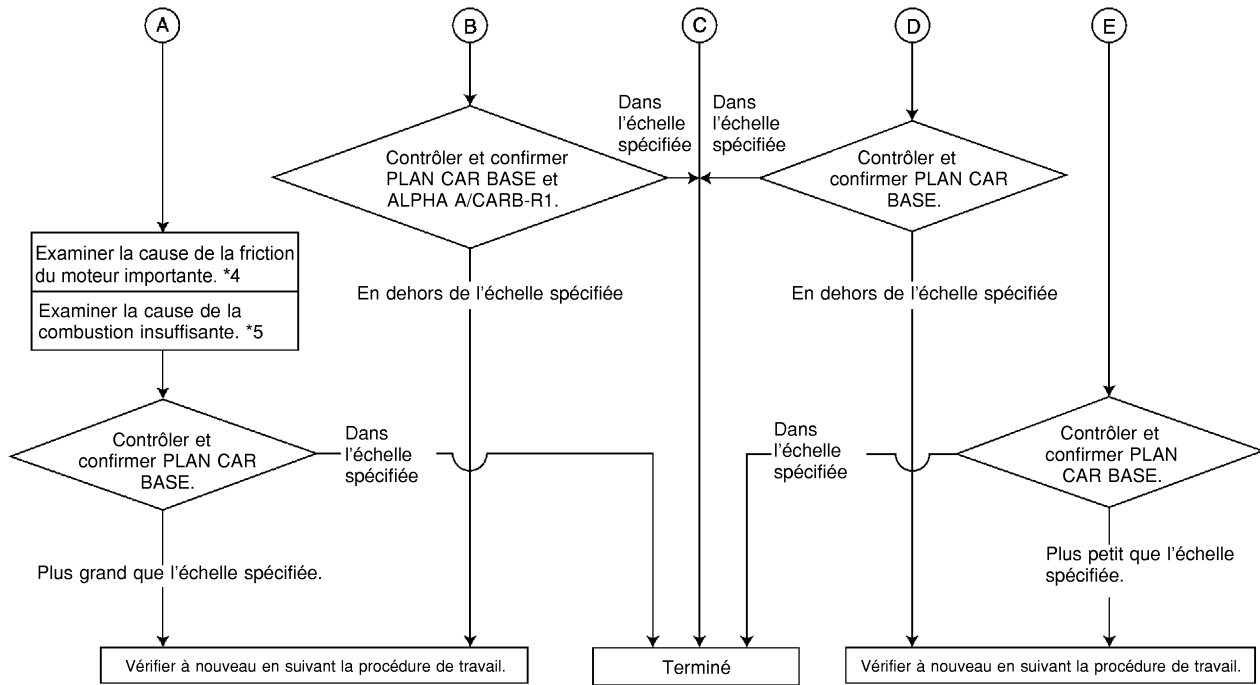 A
B
C
D
E
Dans
l'échelle
spécifiée
Dans
l'échelle
spécifiée
Contrôler et confirmer
PLAN CAR BASE et
ALPHA A/CARB-R1.
Contrôler et
confirmer PLAN CAR
BASE.
Examiner la cause de la friction
du moteur importante. *4
Examiner la cause de la
combustion insuffisante. *5
En dehors de l'échelle spécifiée
En dehors de l'échelle spécifiée
Contrôler et
confirmer PLAN CAR
BASE.
Dans
l'échelle
spécifiée
Dans
l'échelle
spécifiée
Contrôler et
confirmer PLAN
CAR BASE.
Plus grand que l'échelle spécifiée.
Plus petit que l'échelle
spécifiée.
Vérifier à nouveau en suivant la procédure de travail.
Terminé
Vérifier à nouveau en suivant la procédure de travail.